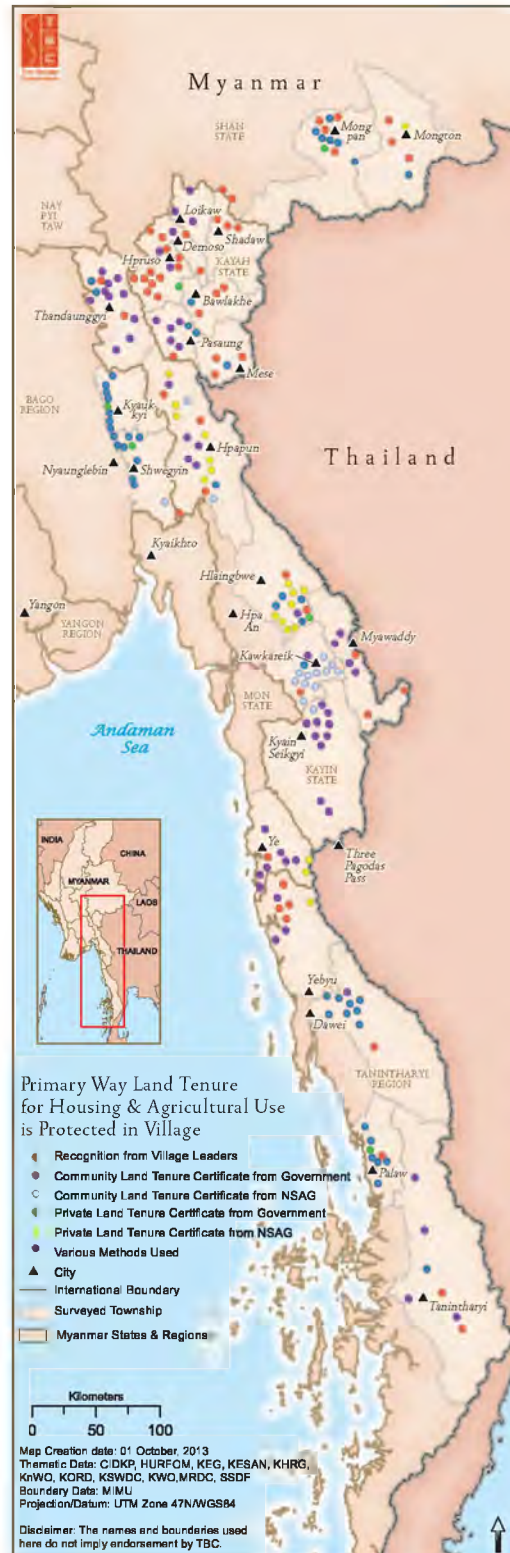 TBC
Myanmar
SHAN
STATE
Mong
pan
Mongton
NAY
PYI
TAW
Loikaw
Shadaw
Demoso
Hpruso
KAYAH
STATE
Bawlakhe
Thandaunggyi
Pasaung
Mese
BAGO
REGION
Kyauk-
kyi
Hpapun
Thailand
Nyaunglebin
Shwegyin
Kyaikhto
Hlaingbwe
Yangon
YANGON
REGION
Hpa
An
Myawaddy
Kawkareik
MON
STATE
Andaman
Sea
Kyain
Seikgyi
KAYIN
STATE
Ye
Three
Pagodas
Pass
INDIA
CHINA
MYANMAR
LAOS
THAILAND
Yebyu
Dawei
TANINTHARYI
REGION
Palaw
Tanintharyi
Primary Way Land Tenure
for Housing & Agricultural Use
is Protected in Village
Recognition from Village Leaders
Community Land Tenure Certificate from Government
Community Land Tenure Certificate from NSAG
Private Land Tenure Certificate from Government
Private Land Tenure Certificate from NSAG
Various Methods Used
City
International Boundary
Surveyed Township
Myanmar States & Regions
Kilometers
0 50 100
Map Creation date: 01 October, 2013
Thematic Data: CIDKP, HURFOM, KEG, KESAN, KHRG,
KnWO, KORD, KSWDC, KWO,MRDC, SSDF
Boundary Data: MIMU
Projection/Datum: UTM Zone 47N/WGS84
Disclaimer: The names and boundaries used
here do not imply endorsement by TBC.